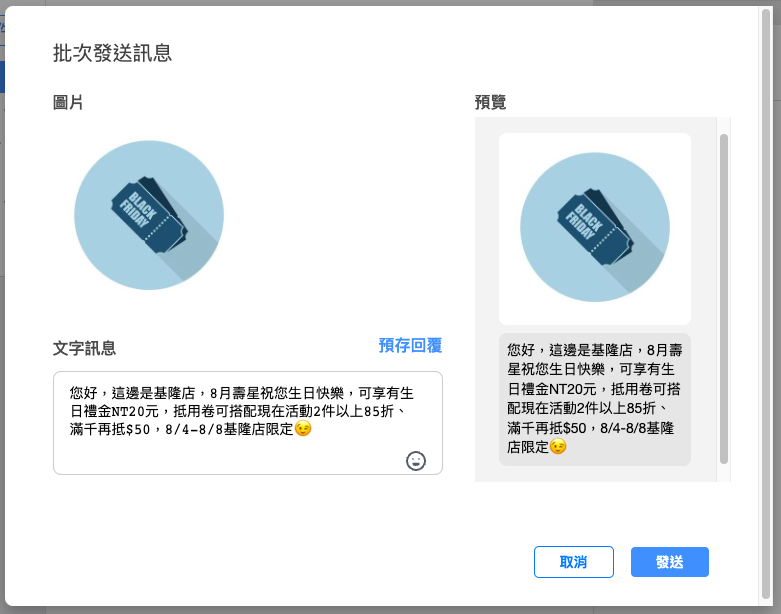 批次發送訊息
圖片
BLACK
FRIDAY
文字訊息
預存回覆
您好，這邊是基隆店，8月壽星祝您生日快樂，可享有生
日禮金NT20元，抵用卷可搭配現在活動2件以上85折、
滿千再抵$50，8/4-8/8基隆店限定😉
預覽
BLACK
FRIDAY
您好，這邊是基隆店，8月壽
星祝您生日快樂，可享有生
日禮金NT20元，抵用卷可搭
配現在活動2件以上85折、
滿千再抵$50，8/4-8/8基隆
店限定😉
取消
發送